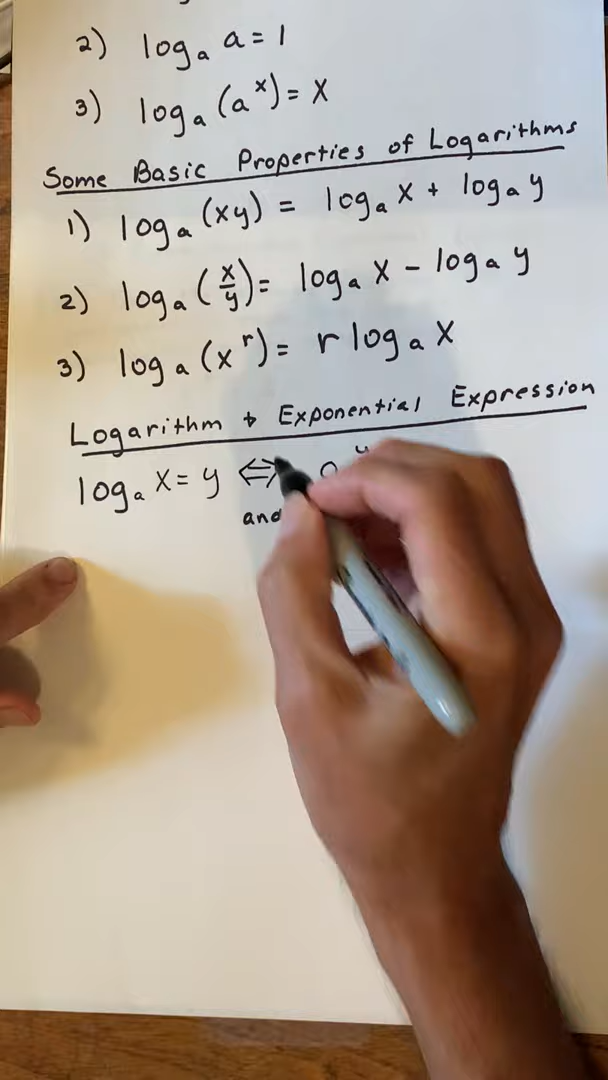 2) logₐ a = 1
3) logₐ (aˣ) = x
Some Basic Properties of Logarithms
1) logₐ (xy) = logₐ x + logₐ y
2) logₐ (x/y) = logₐ x - logₐ y
3) logₐ (xʳ) = r logₐ x
Logarithm + Exponential Expression
logₐ x = y ⇔
and